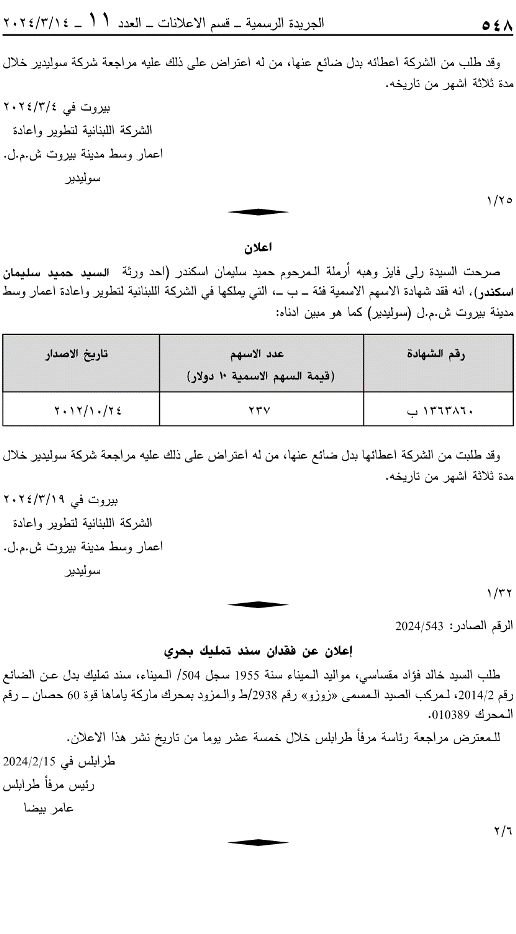 ٥٤٨ الجريدة الرسمية – قسم الاعلانات – العدد ١١ – ٢٠٢٤/٣/١٤
وقد طلب من الشركة اعطائه بدل ضائع عنها، من له اعتراض على ذلك عليه مراجعة شركة سوليدير خلال
مدة ثلاثة اشهر من تاريخه.
بيروت في ٢٠٢٤/٣/٤
الشركة اللبنانية لتطوير واعادة
اعمار وسط مدينة بيروت ش.م.ل.
سوليدير
١/٢٥
اعلان
صرحت السيدة رلى فايز وهبه أرملة المرحوم حميد سليمان اسكندر (احد ورثة السيد حميد سليمان
اسكندر)، انه فقد شهادة الاسهم الاسمية فئة – ب –، التي يملكها في الشركة اللبنانية لتطوير واعادة اعمار وسط
مدينة بيروت ش.م.ل (سوليدير) كما هو مبين ادناه:
رقم الشهادة عدد الاسهم تاريخ الاصدار
(قيمة السهم الاسمية ١٠ دولار)
١٣٦٣٨٦٠ ب ٢٣٧ ٢٠١٢/١٠/٢٤
وقد طلبت من الشركة اعطائها بدل ضائع عنها، من له اعتراض على ذلك عليه مراجعة شركة سوليدير خلال
مدة ثلاثة اشهر من تاريخه.
بيروت في ٢٠٢٤/٣/١٩
الشركة اللبنانية لتطوير واعادة
اعمار وسط مدينة بيروت ش.م.ل.
سوليدير
١/٣٢
الرقم الصادر: 2024/543
إعلان عن فقدان سند تمليك بحري
طلب السيد خالد فؤاد مقساسي، مواليد الميناء سنة 1955 سجل 504/ الميناء، سند تمليك بدل عن الضائع
رقم 2014/2، لمركب الصيد المسمى «زوزو» رقم 2938/ط والمزود بمحرك ماركة ياماها قوة 60 حصان – رقم
المحرك 010389.
للمعترض مراجعة رئاسة مرفأ طرابلس خلال خمسة عشر يوما من تاريخ نشر هذا الاعلان.
طرابلس في 2024/2/15
رئيس مرفأ طرابلس
عامر بيضا
٢/٦